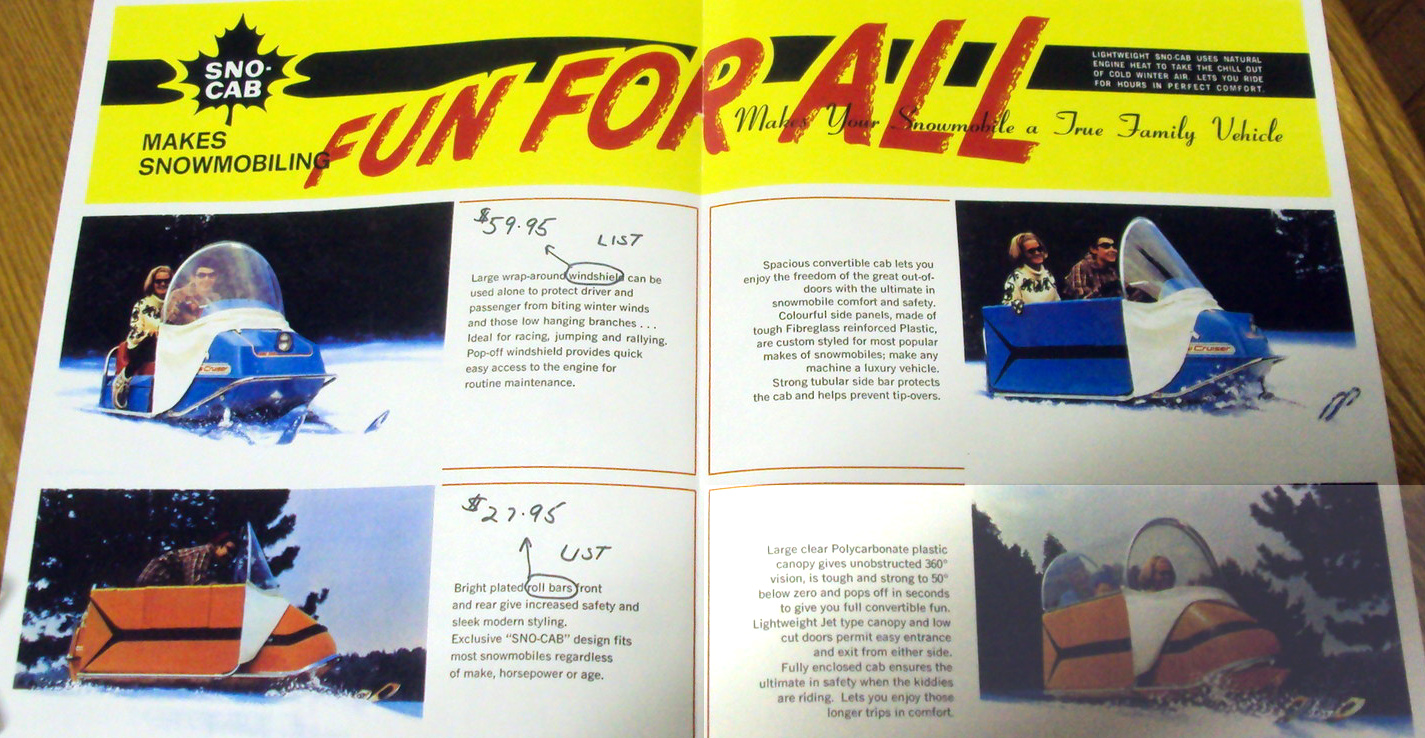 SNO-
CAB
MAKES
SNOWMOBILING
FUN FOR ALL
LIGHTWEIGHT SNO-CAB USES NATURAL
ENGINE HEAT TO TAKE THE CHILL OUT
OF COLD WINTER AIR. LETS YOU RIDE
FOR HOURS IN PERFECT COMFORT.
Makes Your Snowmobile a True Family Vehicle
$59.95
LIST
Large wrap-around windshield can be
used alone to protect driver and
passenger from biting winter winds
and those low hanging branches . . .
Ideal for racing, jumping and rallying.
Pop-off windshield provides quick
easy access to the engine for
routine maintenance.
Cruiser
Spacious convertible cab lets you
enjoy the freedom of the great out-of-
doors with the ultimate in
snowmobile comfort and safety.
Colourful side panels, made of
tough Fibreglass reinforced Plastic,
are custom styled for most popular
makes of snowmobiles; make any
machine a luxury vehicle.
Strong tubular side bar protects
the cab and helps prevent tip-overs.
Cruiser
$27.95
LIST
Bright plated roll bars front
and rear give increased safety and
sleek modern styling.
Exclusive “SNO-CAB” design fits
most snowmobiles regardless
of make, horsepower or age.
Large clear Polycarbonate plastic
canopy gives unobstructed 360°
vision, is tough and strong to 50°
below zero and pops off in seconds
to give you full convertible fun.
Lightweight Jet type canopy and low
cut doors permit easy entrance
and exit from either side.
Fully enclosed cab ensures the
ultimate in safety when the kiddies
are riding. Lets you enjoy those
longer trips in comfort.